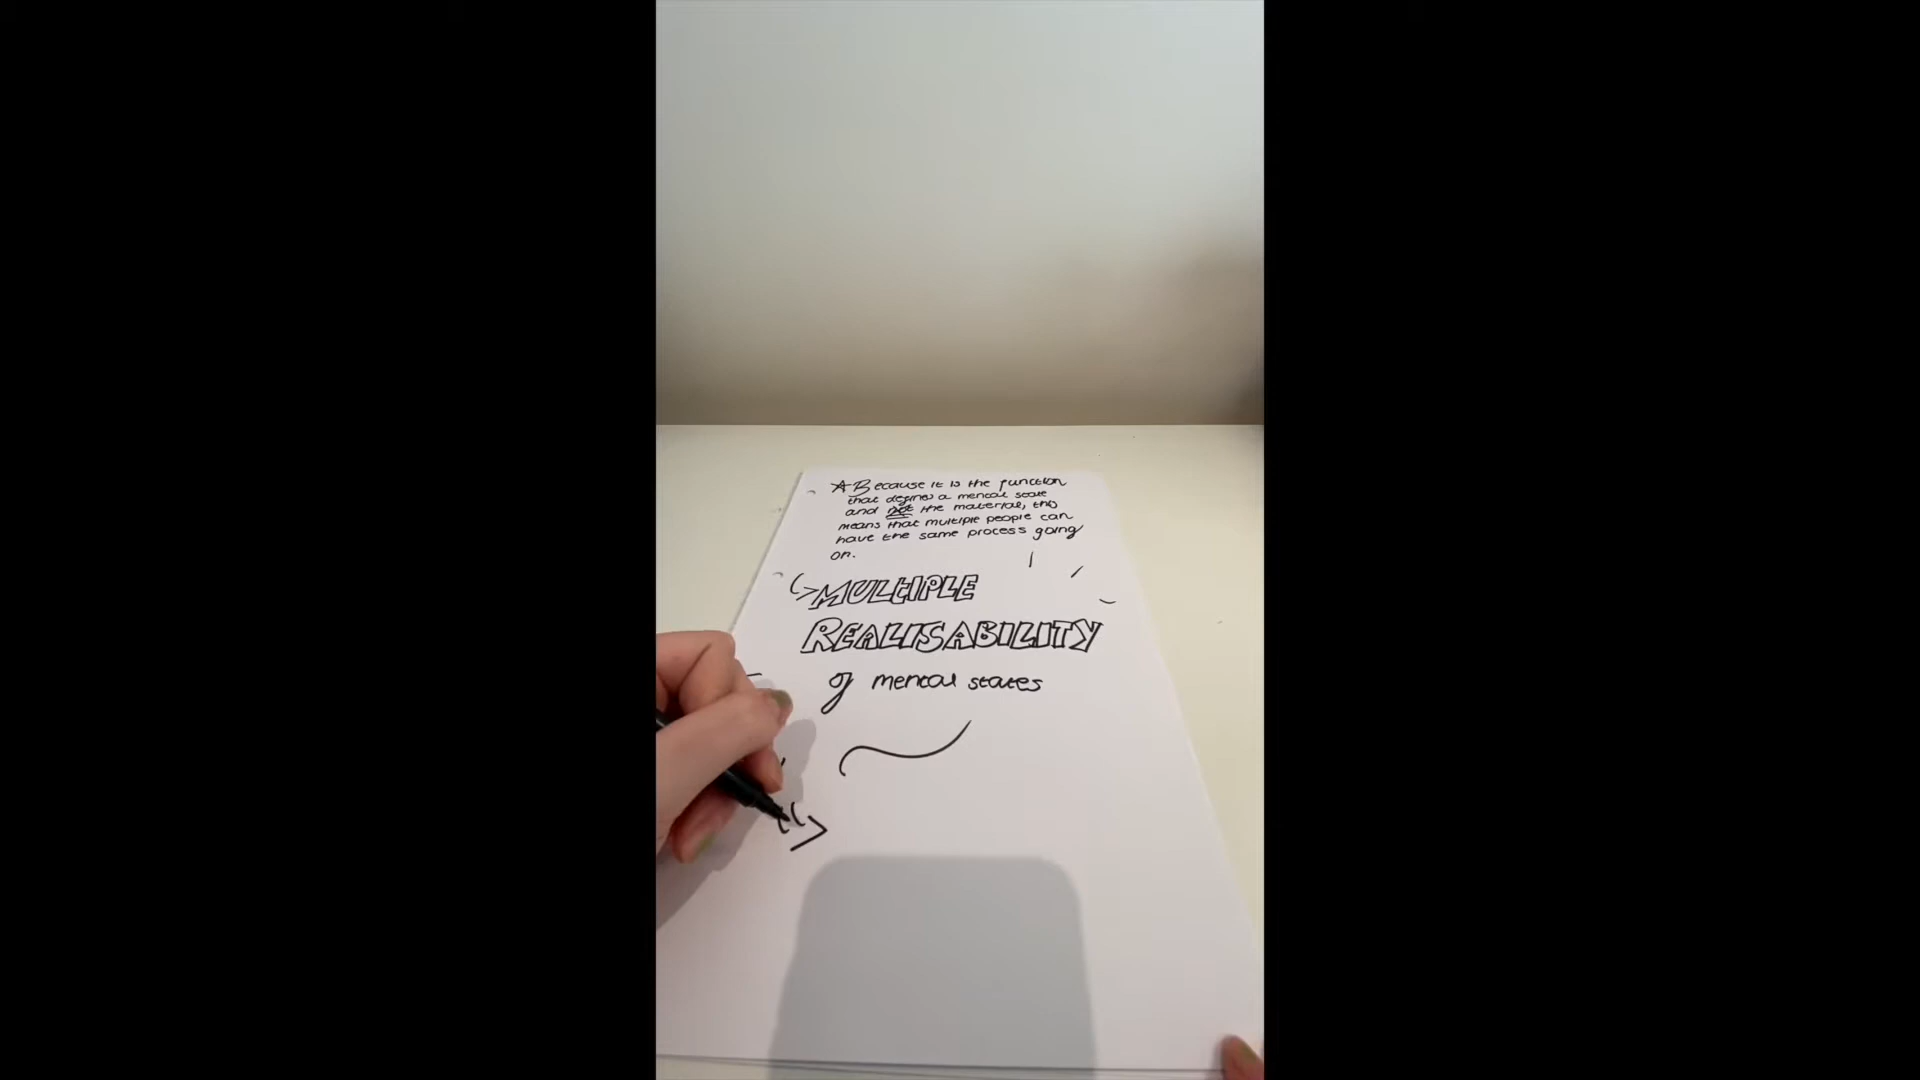 Because it is the function
that defines a mental state
and not the material, this
means that multiple people can
have the same process going
on.
MULTIPLE
REALISABILITY
of mental states